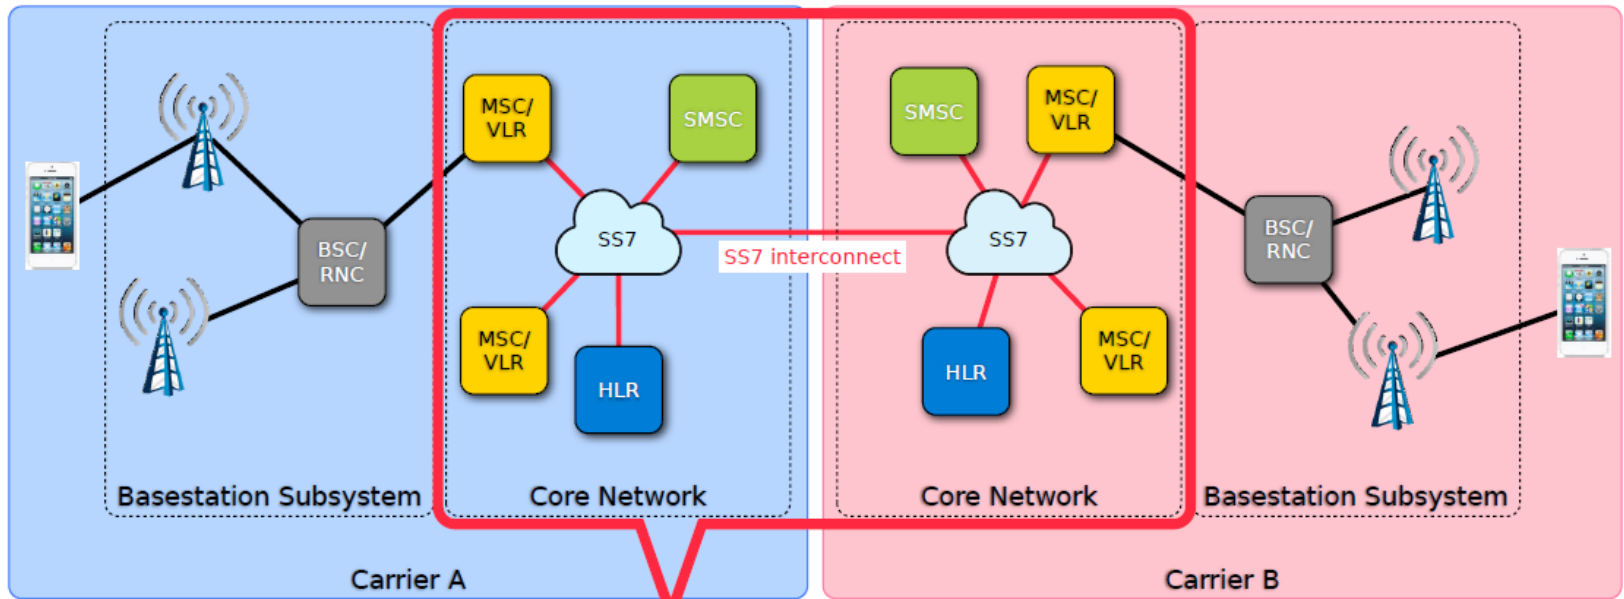 MSC/
VLR
SMSC
SMSC
MSC/
VLR
BSC/
RNC
SS7
SS7 interconnect
SS7
BSC/
RNC
MSC/
VLR
HLR
HLR
MSC/
VLR
Basestation Subsystem
Core Network
Core Network
Basestation Subsystem
Carrier A
Carrier B